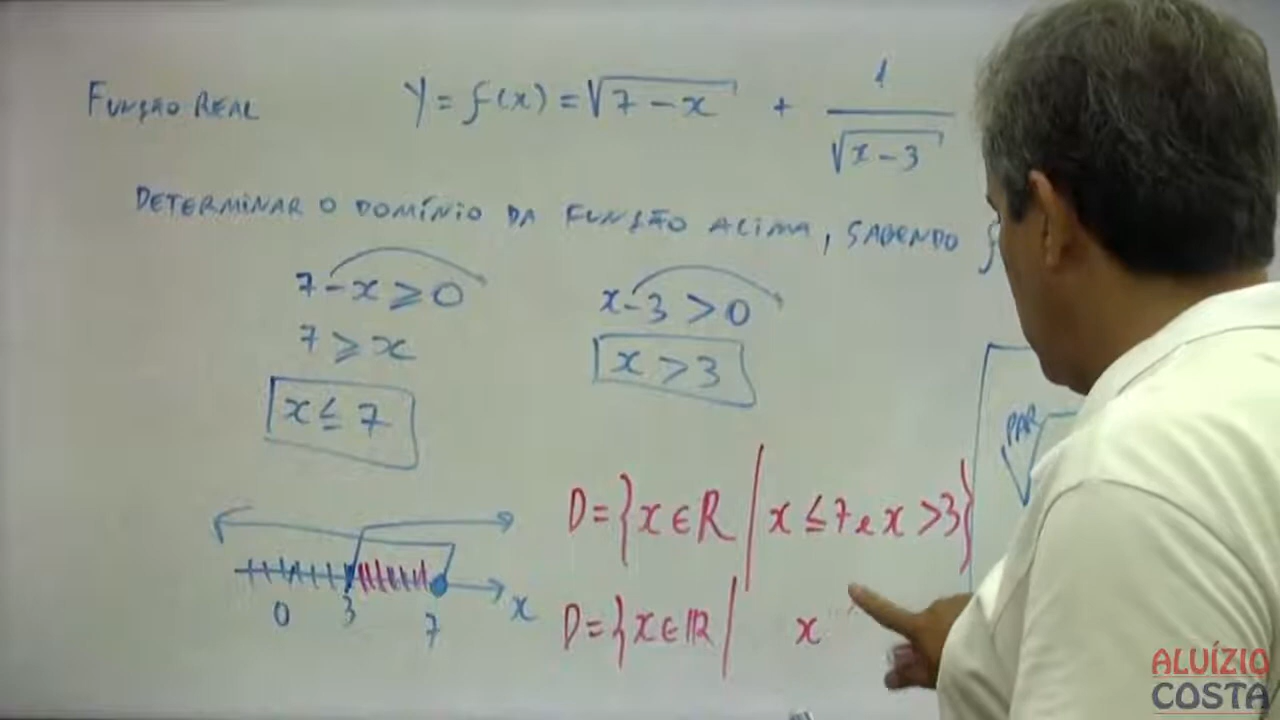 FUNÇÃO REAL Y = f(x) = √7 - x + 1/√x - 3
DETERMINAR O DOMÍNIO DA FUNÇÃO ACIMA, SABENDO
7 - x ≥ 0
x - 3 > 0
7 ≥ x
x > 3
x ≤ 7
PAR
√
D = {x ∈ R / x ≤ 7 e x > 3}
0 3 7 x
D = {x ∈ R / x
ALUÍZIO
COSTA